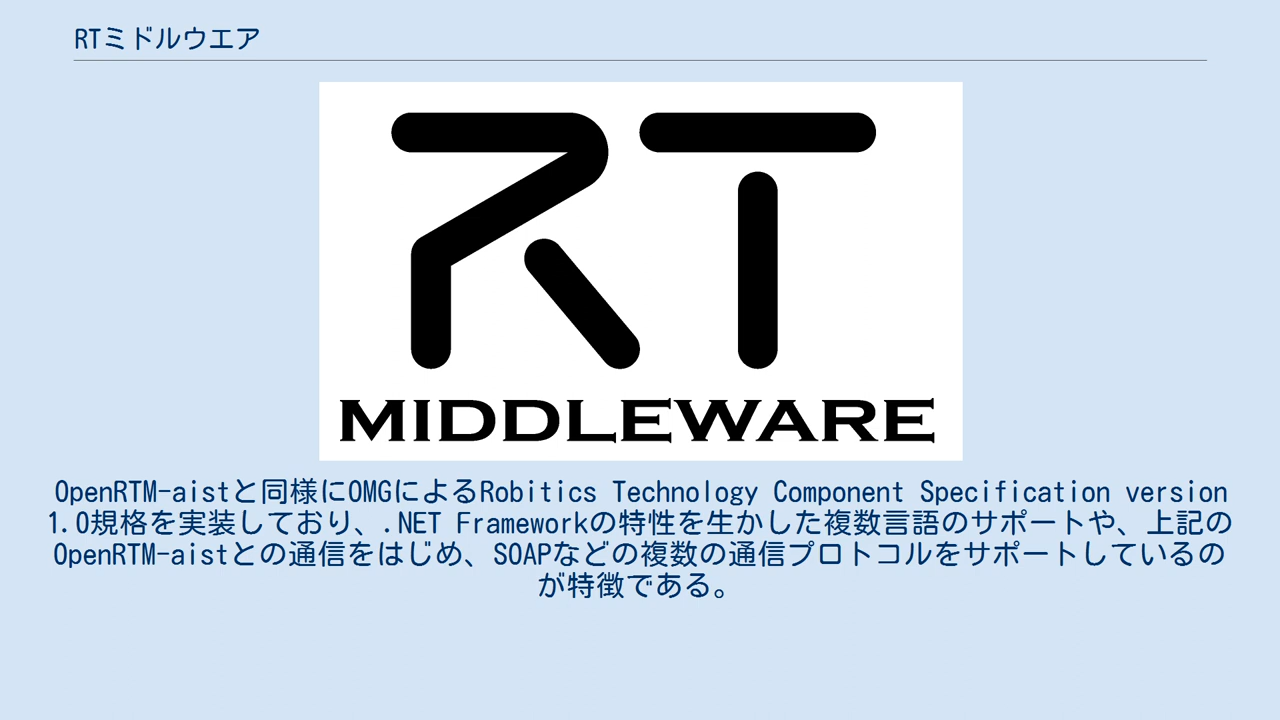 RTミドルウエア
RT
MIDDLEWARE
OpenRTM-aistと同様にOMGによるRobitics Technology Component Specification version
1.0規格を実装しており、.NET Frameworkの特性を生かした複数言語のサポートや、上記の
OpenRTM-aistとの通信をはじめ、SOAPなどの複数の通信プロトコルをサポートしているの
が特徴である。